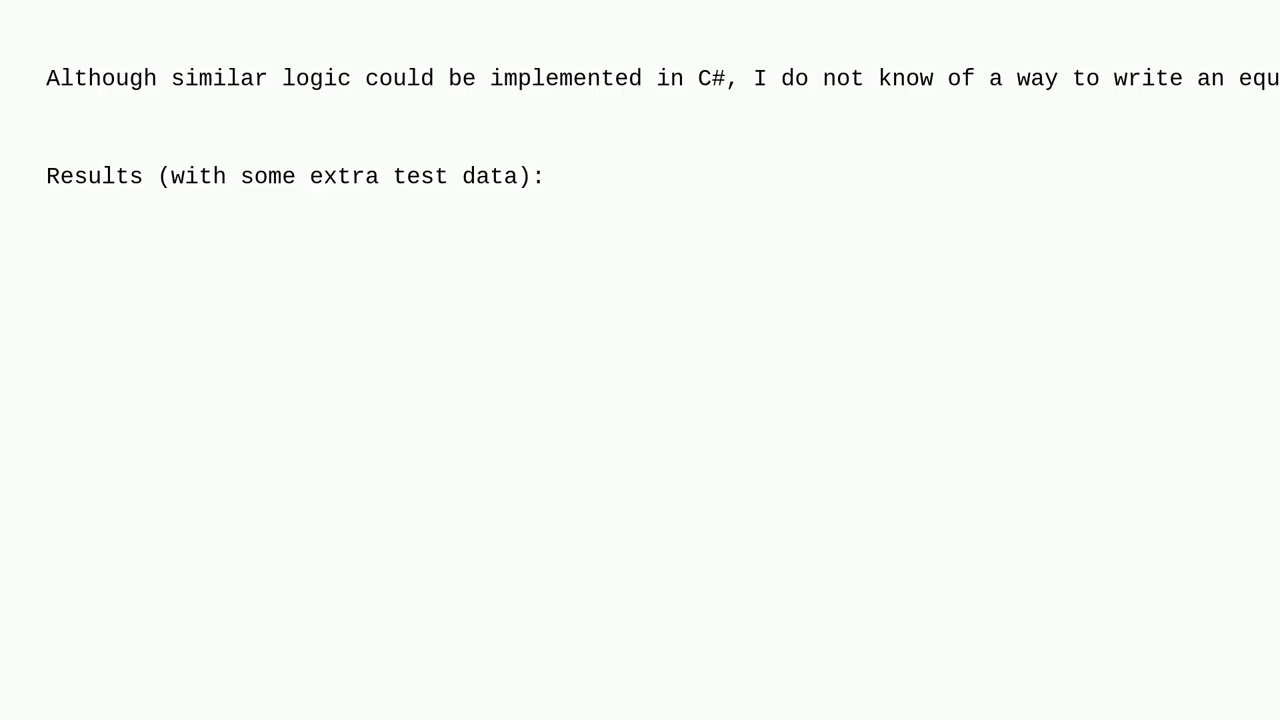 Although similar logic could be implemented in C#, I do not know of a way to write an equ
Results (with some extra test data):